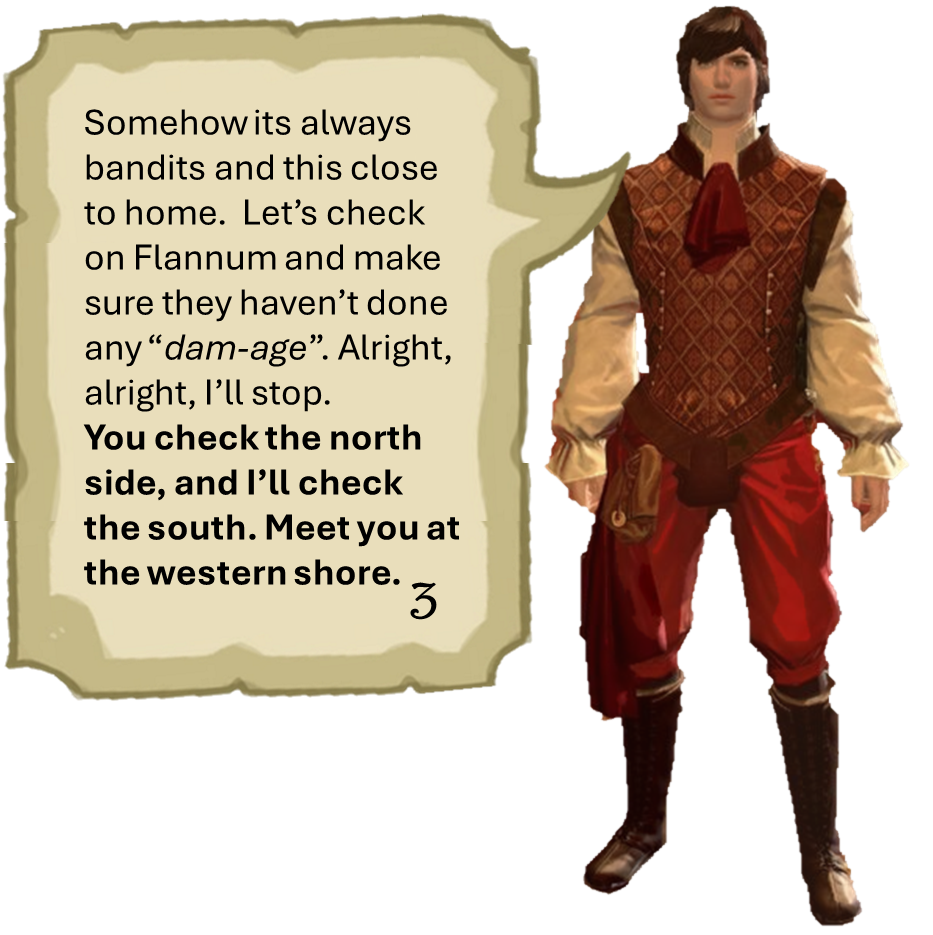 Somehow its always
bandits and this close
to home.  Let’s check
on Flannum and make
sure they haven’t done
any “dam-age”. Alright,
alright, I’ll stop.
You check the north
side, and I’ll check
the south. Meet you at
the western shore.
3